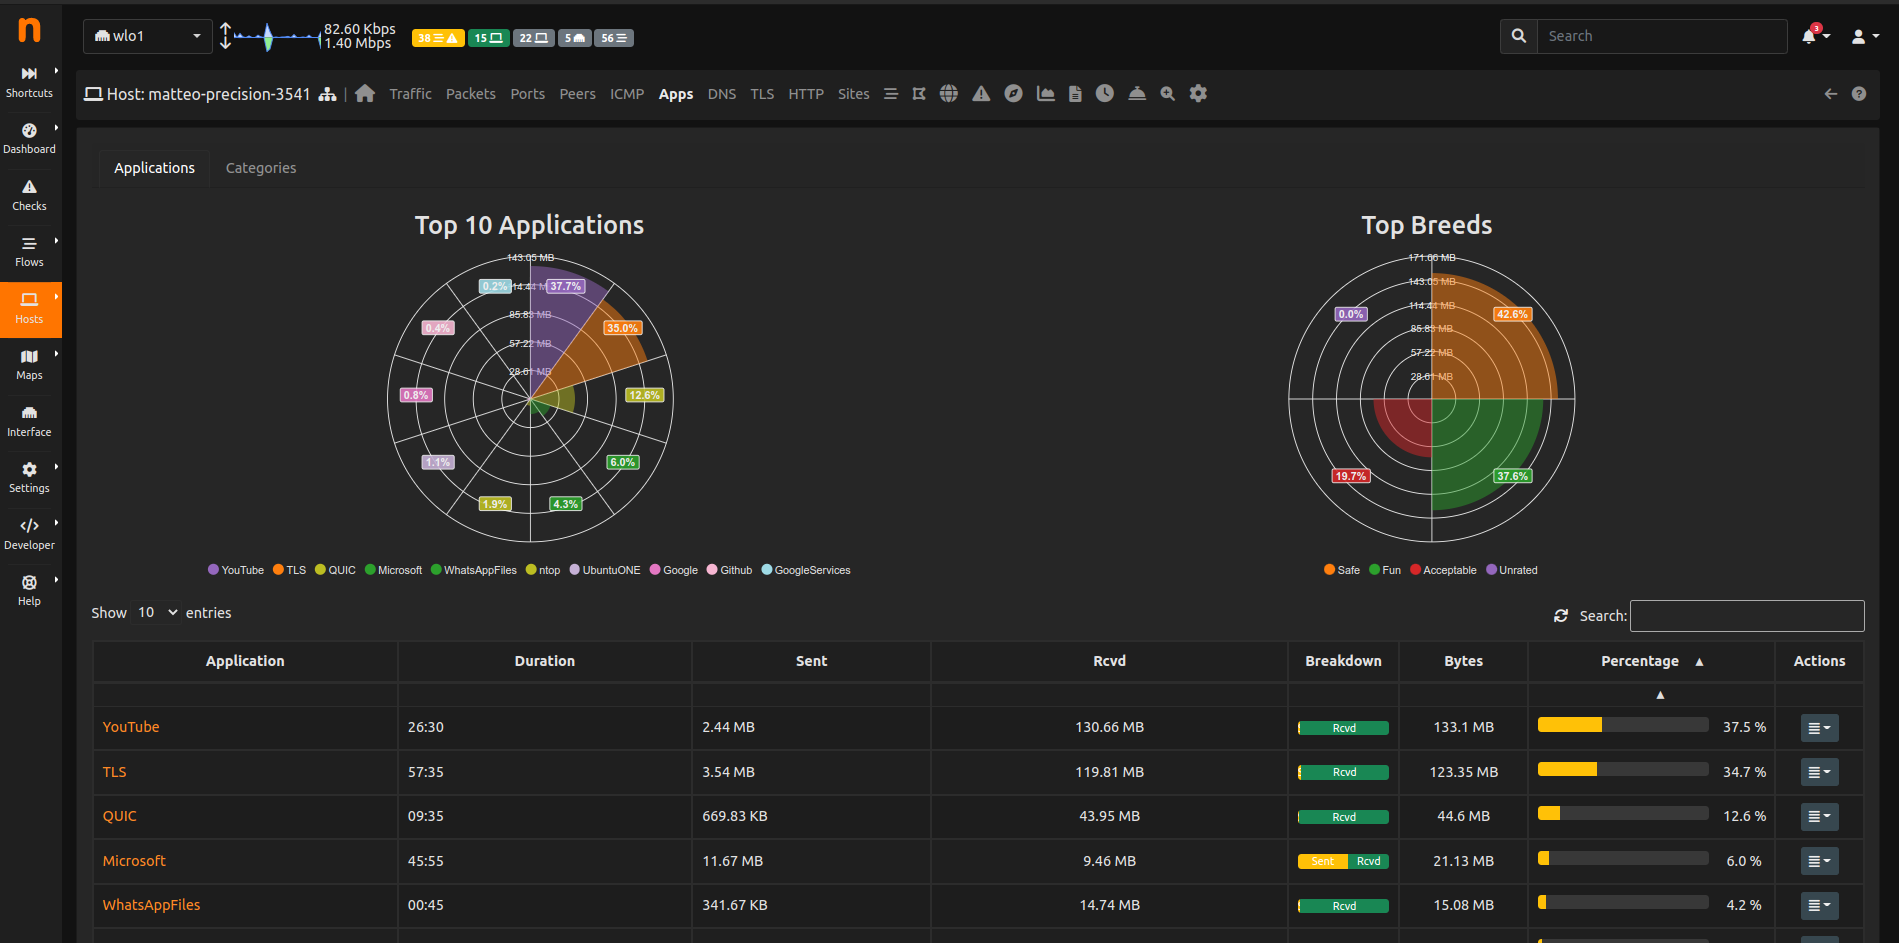 n
wlo1
82.60 Kbps
1.40 Mbps
38
15
22
5
56
Search
3
Shortcuts
Dashboard
Checks
Flows
Hosts
Maps
Interface
Settings
Developer
Help
Host: matteo-precision-3541 | Traffic Packets Ports Peers ICMP Apps DNS TLS HTTP Sites
Applications Categories
Top 10 Applications
143.05 MB
114.44 MB
85.83 MB
57.22 MB
28.61 MB
0.2%
37.7%
0.4%
35.0%
0.8%
12.6%
1.1%
6.0%
1.9%
4.3%
YouTube TLS QUIC Microsoft WhatsAppFiles ntop UbuntuONE Google Github GoogleServices
Top Breeds
171.66 MB
143.05 MB
114.44 MB
85.83 MB
57.22 MB
28.61 MB
0.0%
42.6%
19.7%
37.6%
Safe Fun Acceptable Unrated
Show 10 entries
Search:
Application Duration Sent Rcvd Breakdown Bytes Percentage ▲ Actions
▲
YouTube 26:30 2.44 MB 130.66 MB Rcvd 133.1 MB 37.5 %
TLS 57:35 3.54 MB 119.81 MB Rcvd 123.35 MB 34.7 %
QUIC 09:35 669.83 KB 43.95 MB Rcvd 44.6 MB 12.6 %
Microsoft 45:55 11.67 MB 9.46 MB Sent Rcvd 21.13 MB 6.0 %
WhatsAppFiles 00:45 341.67 KB 14.74 MB Rcvd 15.08 MB 4.2 %